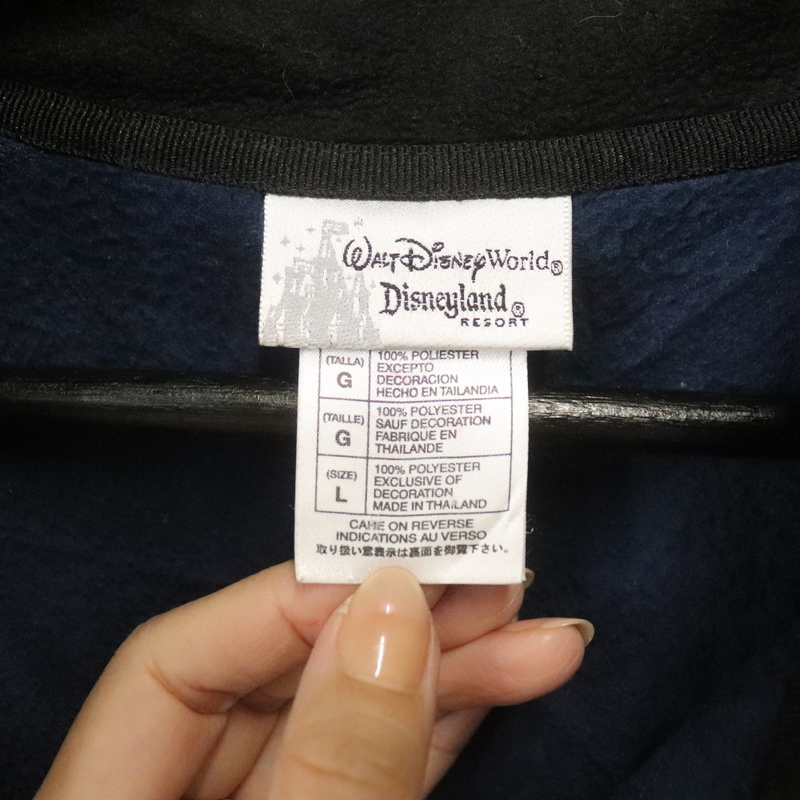 WALT DISNEY World®
Disneyland®
RESORT
(TALLA)
G
100% POLIESTER
EXCEPTO
DECORACION
HECHO EN TAILANDIA
(TAILLE)
G
100% POLYESTER
SAUF DECORATION
FABRIQUE EN
THAILANDE
(SIZE)
L
100% POLYESTER
EXCLUSIVE OF
DECORATION
MADE IN THAILAND
CARE ON REVERSE
INDICATIONS AU VERSO
取り扱い意表示は裏面を御覧下さい。